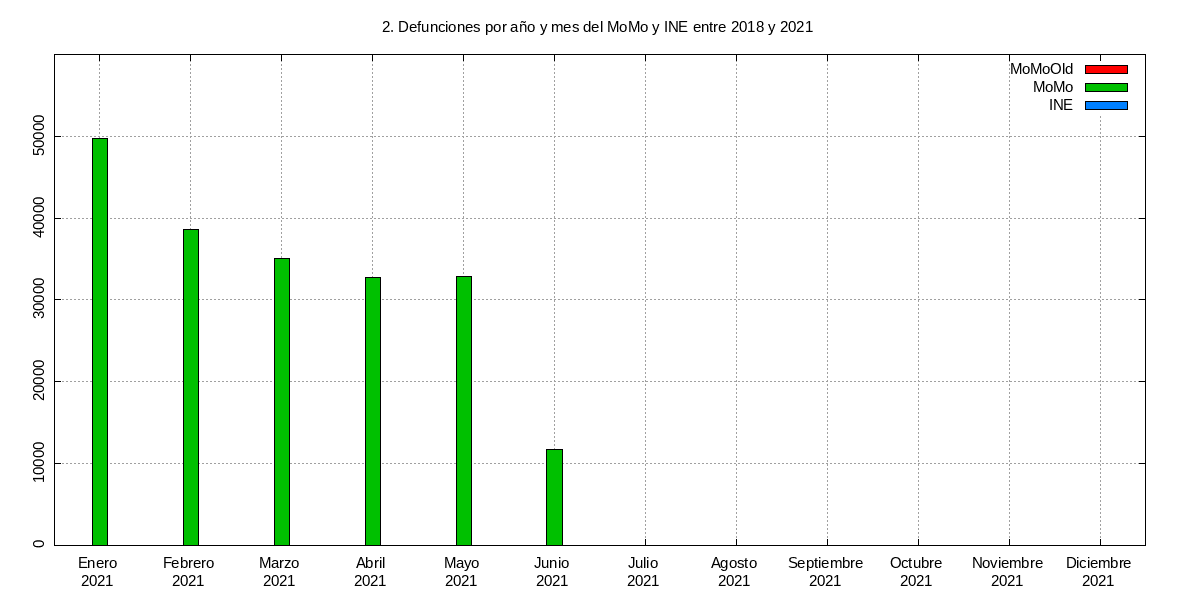 2. Defunciones por año y mes del MoMo y INE entre 2018 y 2021
MoMoOld
MoMo
INE
50000
40000
30000
20000
10000
0
Enero Febrero Marzo Abril Mayo Junio Julio Agosto Septiembre Octubre Noviembre Diciembre
2021 2021 2021 2021 2021 2021 2021 2021 2021 2021 2021 2021